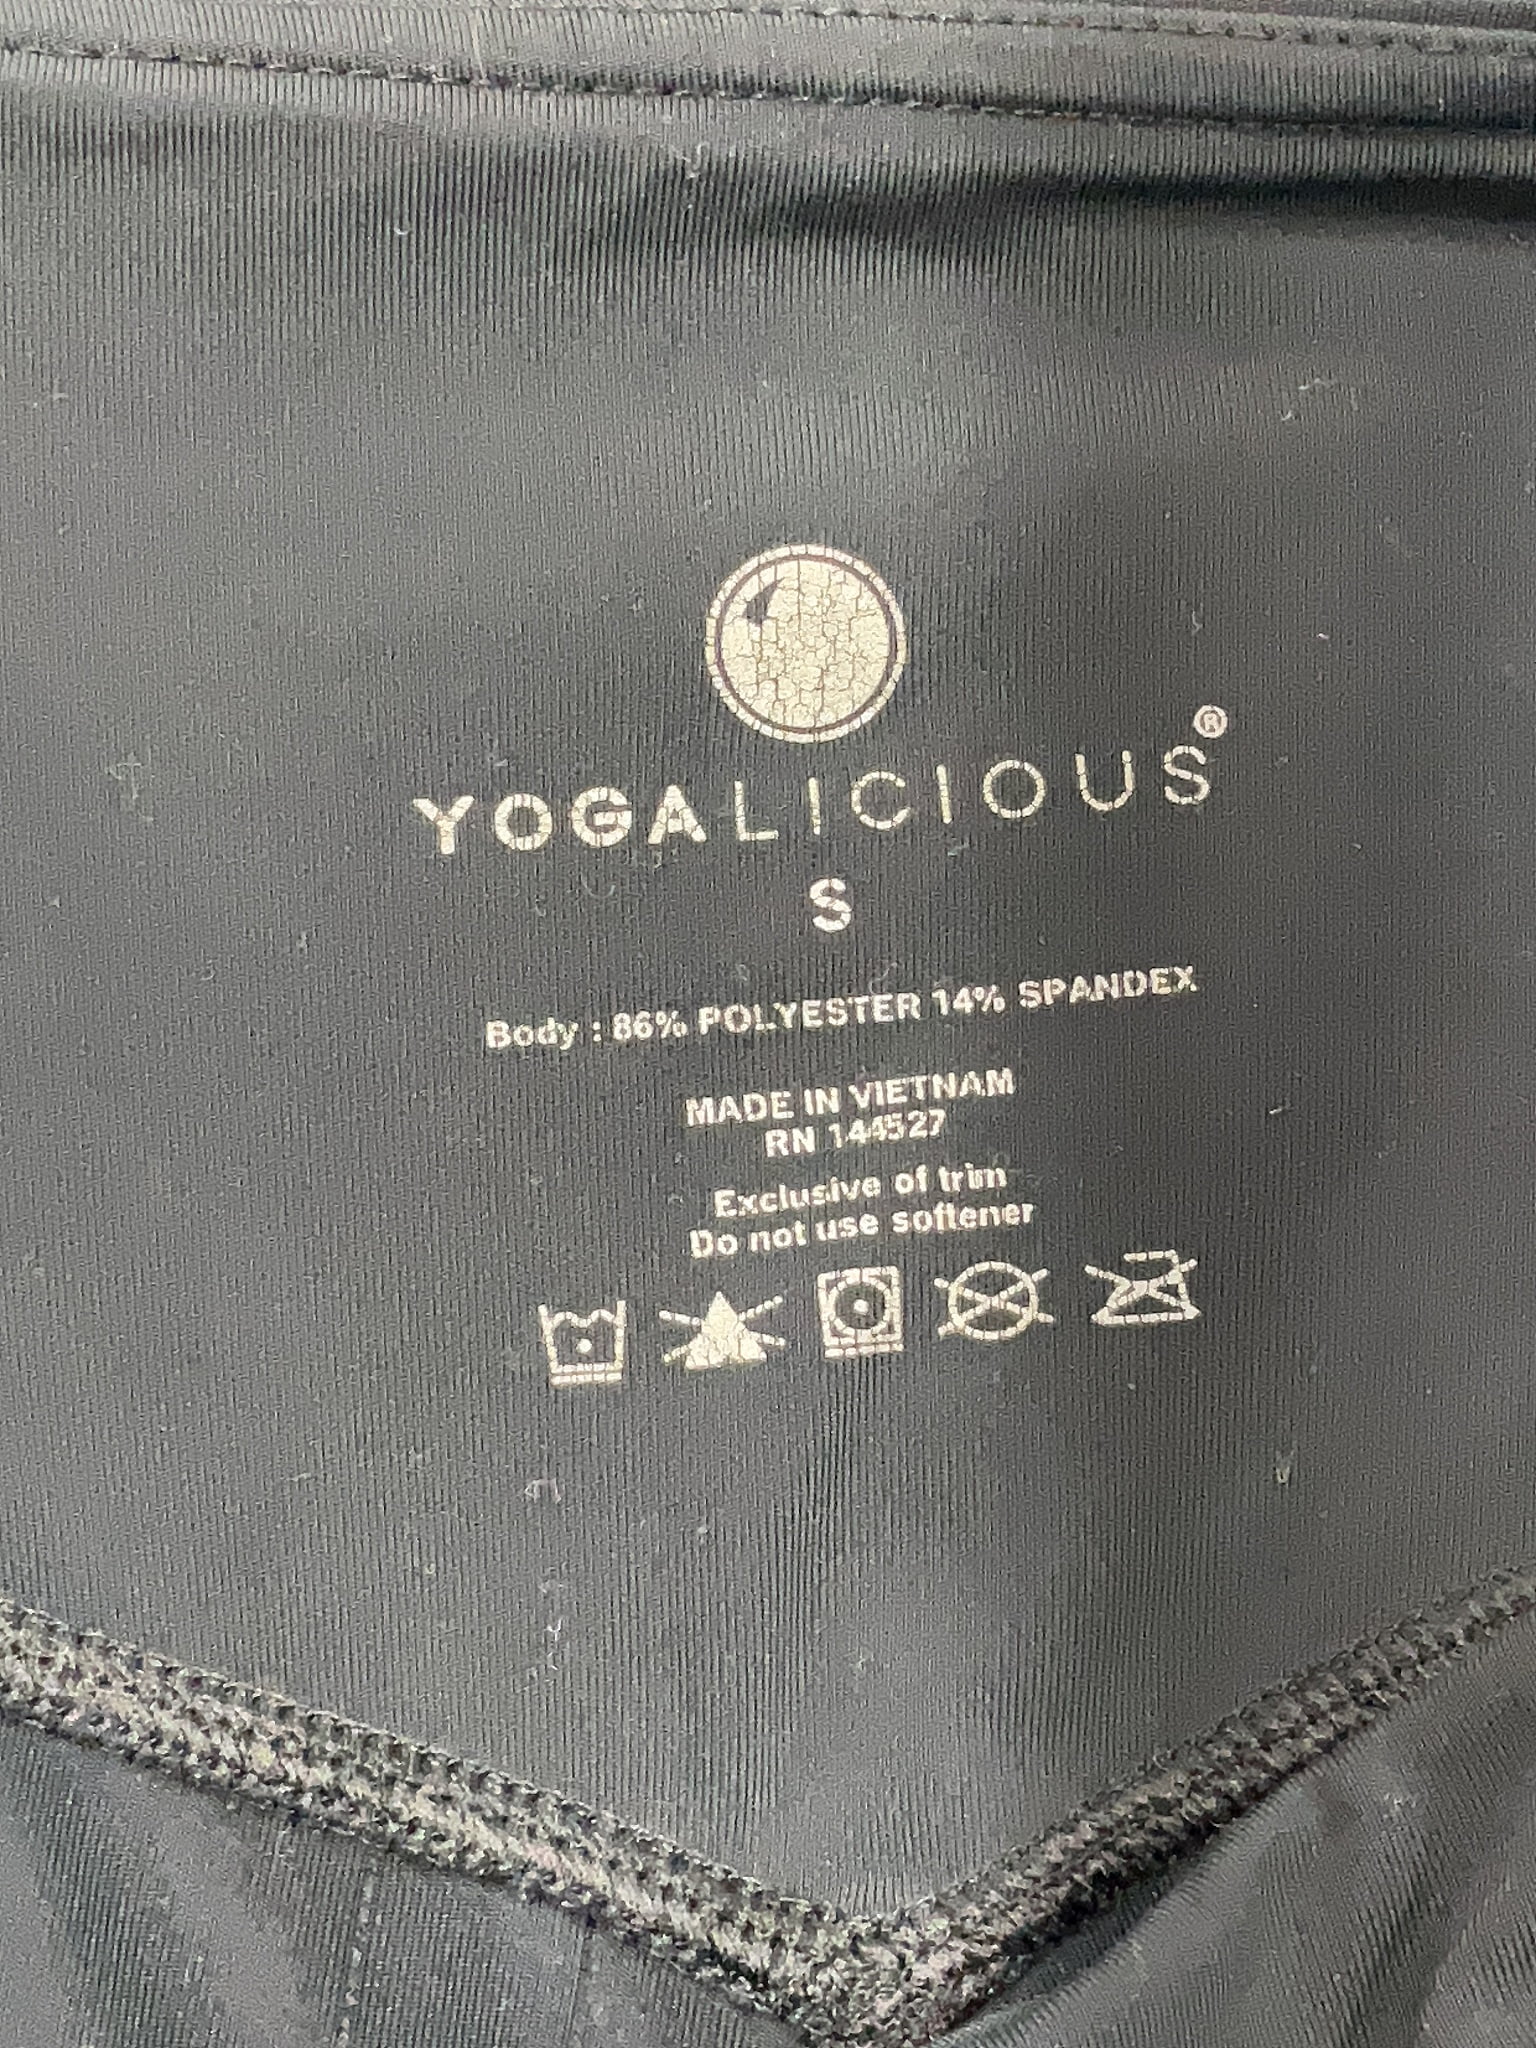 YOGALICIOUS®
S
Body : 86% POLYESTER 14% SPANDEX
MADE IN VIETNAM
RN 144527
Exclusive of trim
Do not use softener